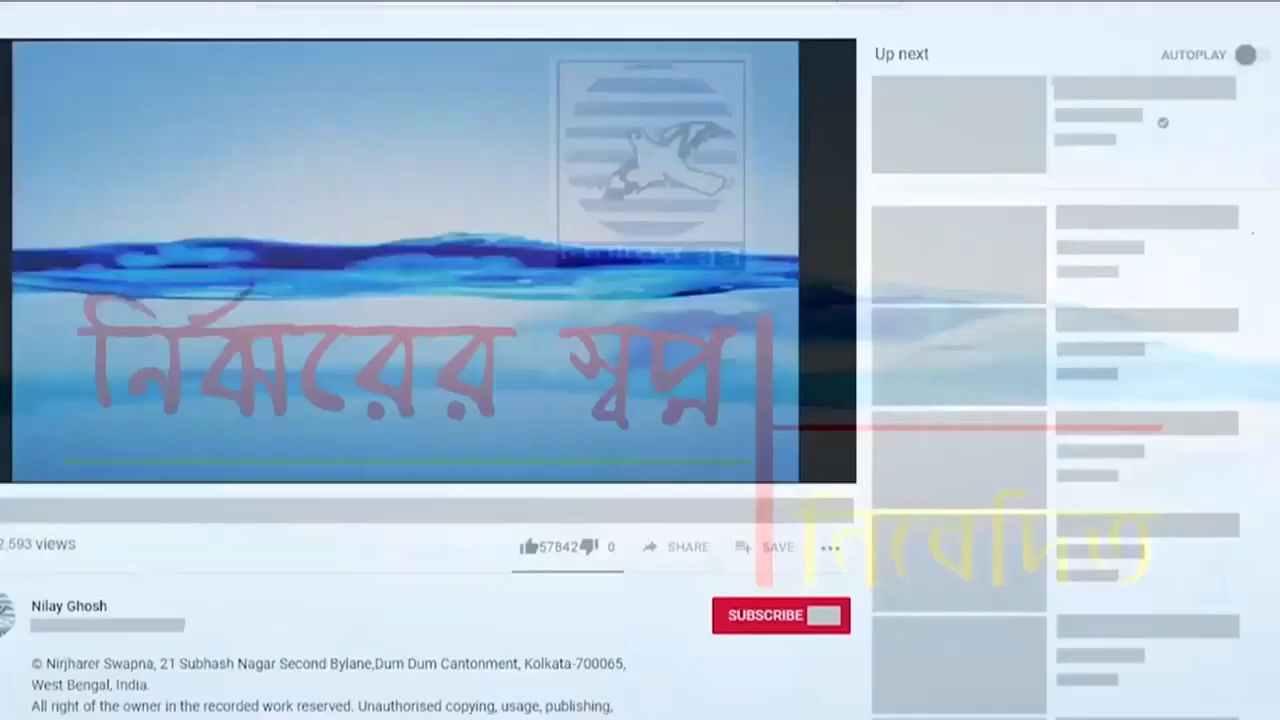 Up next
AUTOPLAY
নির্ঝরের স্বপ্ন
নিবেদিত
2,593 views
57842 0 SHARE SAVE
Nilay Ghosh
SUBSCRIBE
© Nirjharer Swapna, 21 Subhash Nagar Second Bylane,Dum Dum Cantonment, Kolkata-700065,
West Bengal, India.
All right of the owner in the recorded work reserved. Unauthorised copying, usage, publishing,